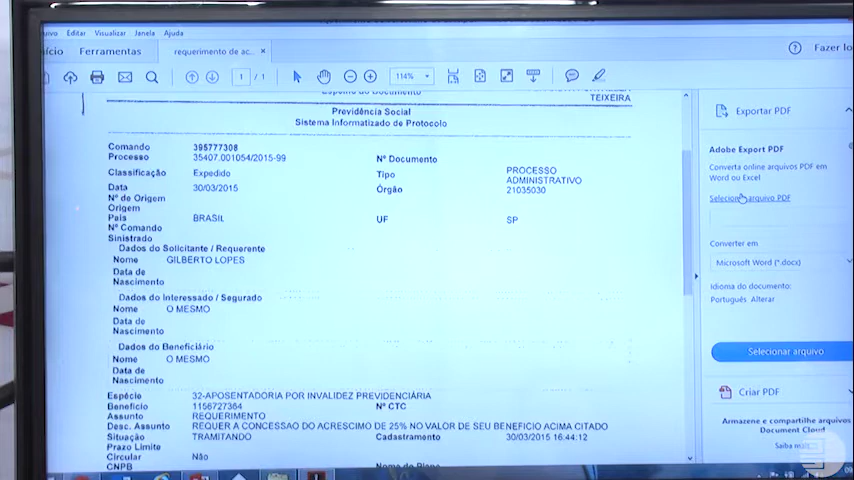 Editar Visualizar Janela Ajuda
Ferramentas requerimento de ac... × ? Fazer lo
1 / 1 114%
Espelho do Documento
TEIXEIRA
Previdência Social
Sistema Informatizado de Protocolo
Comando 395777308
Processo 35407.001054/2015-99 Nº Documento
Classificação Expedido Tipo PROCESSO ADMINISTRATIVO
Data 30/03/2015 Órgão 21035030
Nº de Origem
Origem
País BRASIL UF SP
Nº Comando
Sinistrado
Dados do Solicitante / Requerente
Nome GILBERTO LOPES
Data de
Nascimento
Dados do Interessado / Segurado
Nome O MESMO
Data de
Nascimento
Dados do Beneficiário
Nome O MESMO
Data de
Nascimento
Espécie 32-APOSENTADORIA POR INVALIDEZ PREVIDENCIÁRIA
Benefício 1156727364 Nº CTC
Assunto REQUERIMENTO
Desc. Assunto REQUER A CONCESSAO DO ACRESCIMO DE 25% NO VALOR DE SEU BENEFICIO ACIMA CITADO
Situação TRAMITANDO Cadastramento 30/03/2015 16:44:12
Prazo Limite
Circular Não
CNPB Nome do Plano
Exportar PDF
Adobe Export PDF
Converta online arquivos PDF em
Word ou Excel
Selecionar arquivo PDF
Converter em
Microsoft Word (*.docx)
Idioma do documento:
Português Alterar
Selecionar arquivo
Criar PDF
Armazene e compartilhe arquivos
Document Cloud
Saiba mais